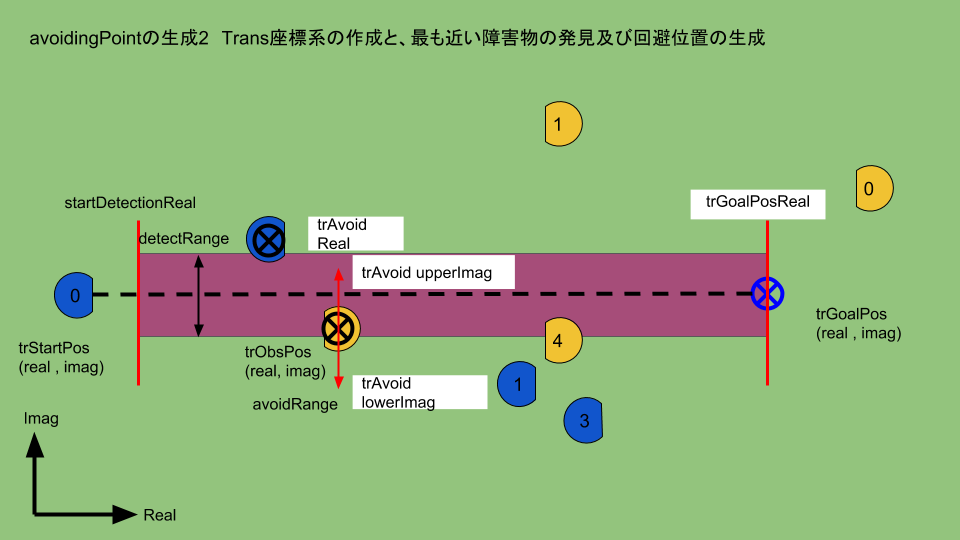 avoidingPointの生成2　Trans座標系の作成と、最も近い障害物の発見及び回避位置の生成
1
0
startDetectionReal
trGoalPosReal
detectRange
trAvoid
Real
trAvoid upperImag
0
trGoalPos
(real , imag)
trStartPos
(real , imag)
trObsPos
(real, imag)
4
avoidRange
trAvoid
lowerImag
1
3
Imag
Real